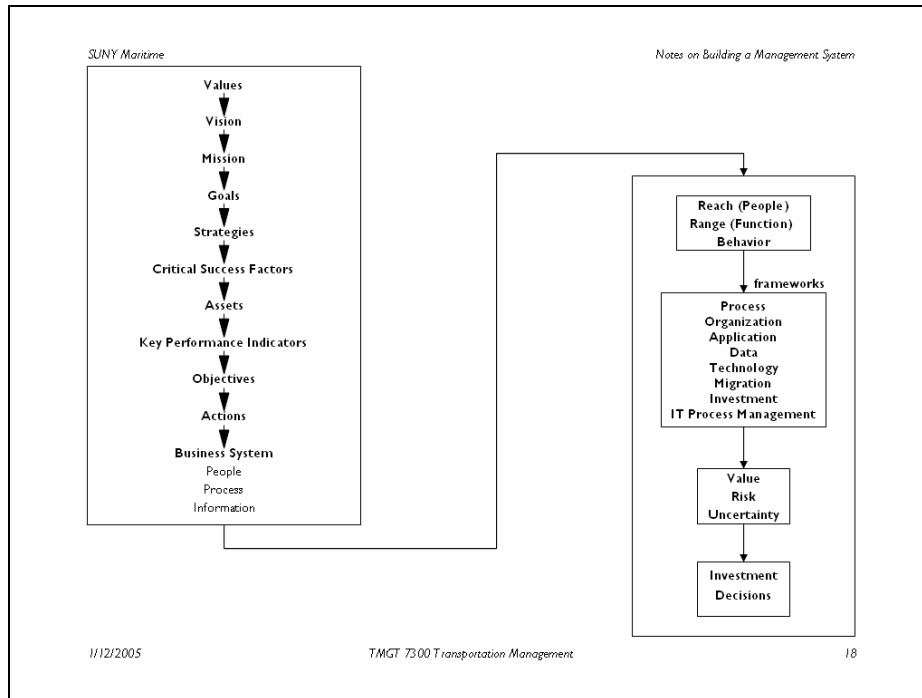 SUNY Maritime
Notes on Building a Management System
Values
Vision
Mission
Goals
Strategies
Critical Success Factors
Assets
Key Performance Indicators
Objectives
Actions
Business System
People
Process
Information
Reach (People)
Range (Function)
Behavior
frameworks
Process
Organization
Application
Data
Technology
Migration
Investment
IT Process Management
Value
Risk
Uncertainty
Investment
Decisions
1/12/2005
TMGT 7300 Transportation Management
18